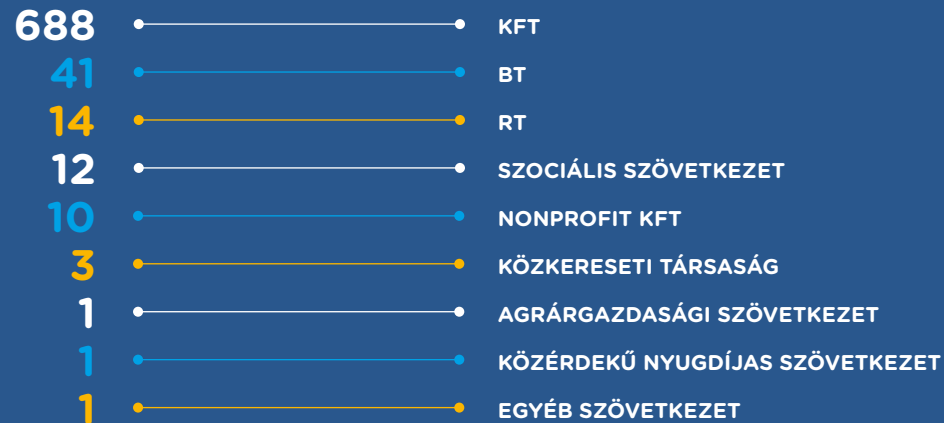 688 KFT
41 BT
14 RT
12 SZOCIÁLIS SZÖVETKEZET
10 NONPROFIT KFT
3 KÖZKERESETI TÁRSASÁG
1 AGRÁRGAZDASÁGI SZÖVETKEZET
1 KÖZÉRDEKŰ NYUGDÍJAS SZÖVETKEZET
1 EGYÉB SZÖVETKEZET